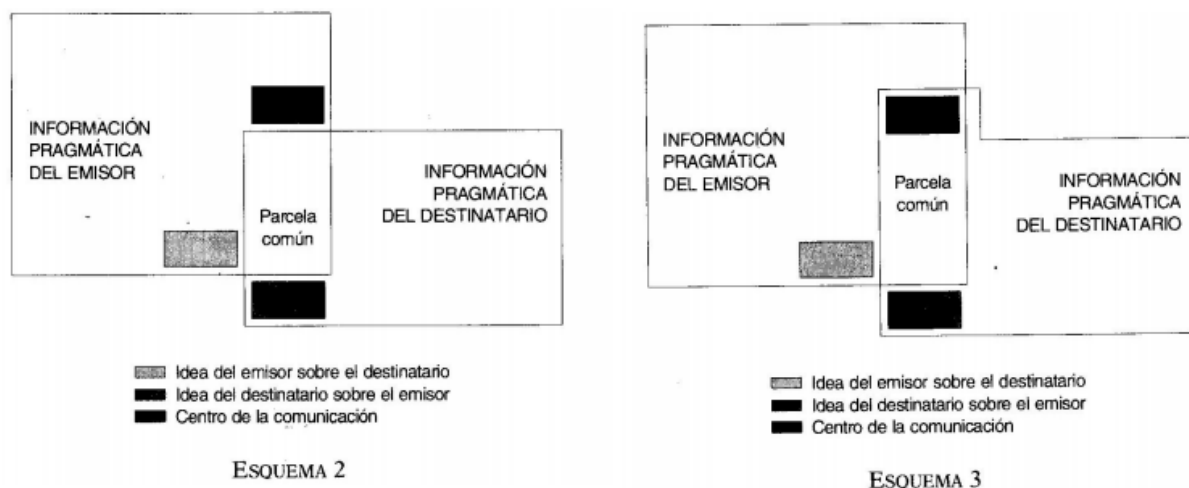 INFORMACIÓN
PRAGMÁTICA
DEL EMISOR
INFORMACIÓN
PRAGMÁTICA
DEL DESTINATARIO
Parcela
común
Idea del emisor sobre el destinatario
Idea del destinatario sobre el emisor
Centro de la comunicación
ESQUEMA 2
INFORMACIÓN
PRAGMÁTICA
DEL EMISOR
Parcela
común
INFORMACIÓN
PRAGMÁTICA
DEL DESTINATARIO
Idea del emisor sobre el destinatario
Idea del destinatario sobre el emisor
Centro de la comunicación
ESQUEMA 3